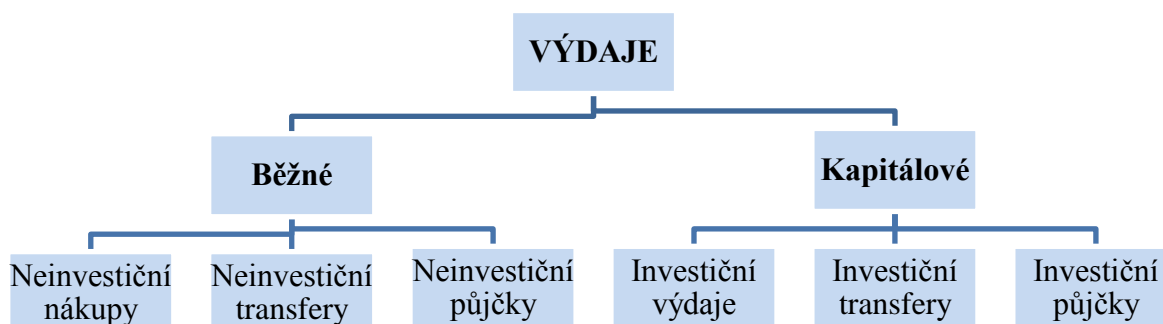 VÝDAJE
Běžné
Kapitálové
Neinvestiční
nákupy
Neinvestiční
transfery
Neinvestiční
půjčky
Investiční
výdaje
Investiční
transfery
Investiční
půjčky